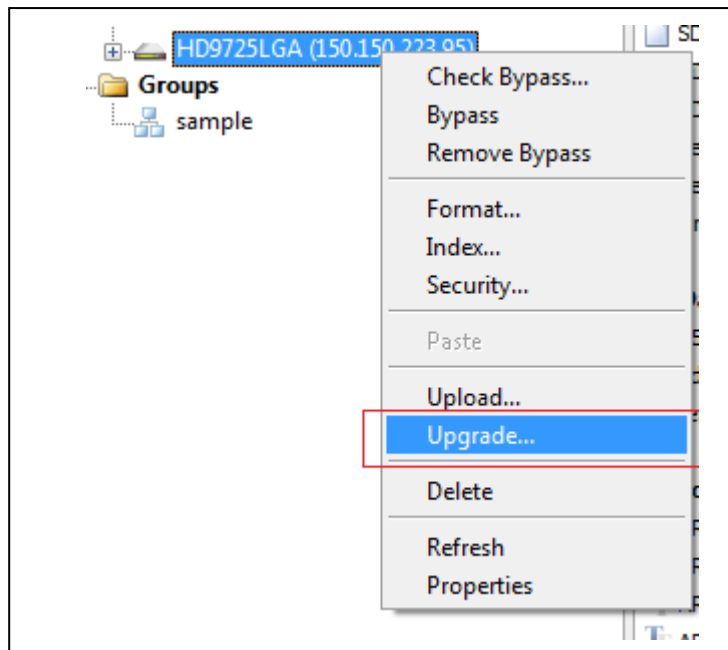 HD9725LGA (150.150.223.95)
Groups
sample
Check Bypass...
Bypass
Remove Bypass
Format...
Index...
Security...
Paste
Upload...
Upgrade...
Delete
Refresh
Properties